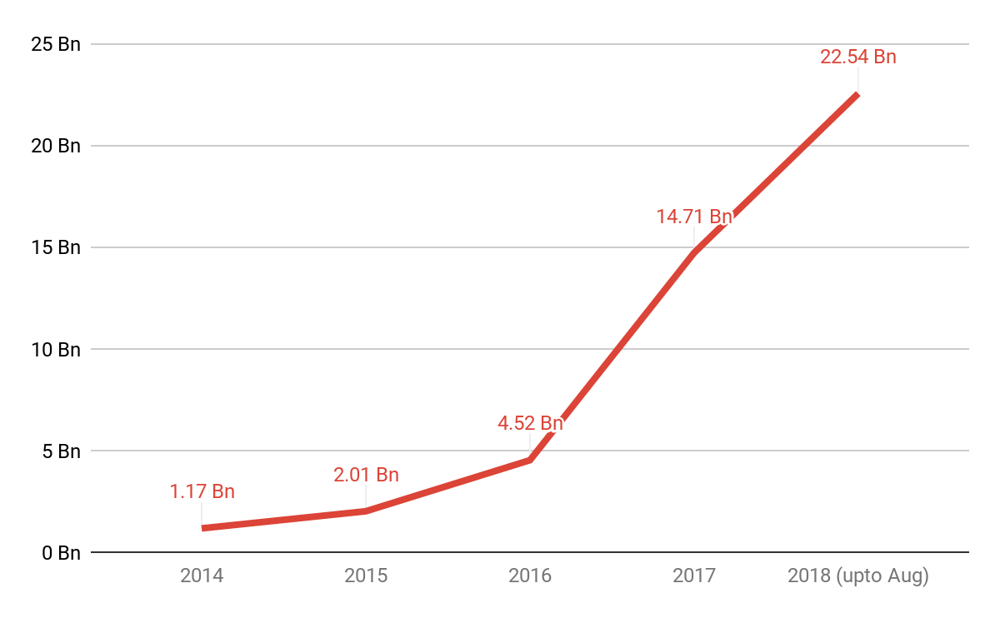 25 Bn
22.54 Bn
20 Bn
14.71 Bn
15 Bn
10 Bn
4.52 Bn
5 Bn
2.01 Bn
1.17 Bn
0 Bn
2014 2015 2016 2017 2018 (upto Aug)